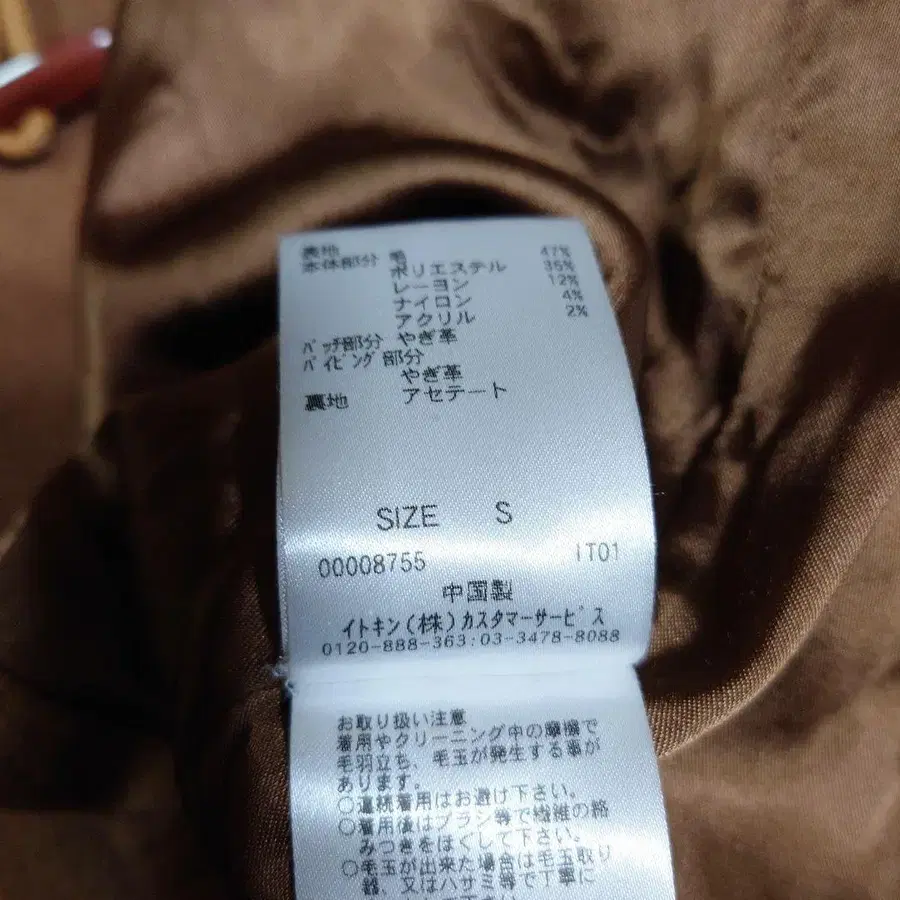 表地
本体部分 毛 47%
ポリエステル 35%
レーヨン 12%
ナイロン 4%
アクリル 2%
パッチ部分 やぎ革
パイピング部分
やぎ革
裏地 アセテート
SIZE S
00008755 IT01
中国製
イトキン(株)カスタマーサービス
0120-888-363:03-3478-8088
お取り扱い注意
着用やクリーニング中の摩擦で
毛羽立ち、毛玉が発生する事が
あります。
○連続着用はお避け下さい。
○着用後はブラシ等で繊維の絡
みつきをほぐして下さい。
○毛玉が出来た場合は毛玉取り
器、又はハサミ等で丁寧に